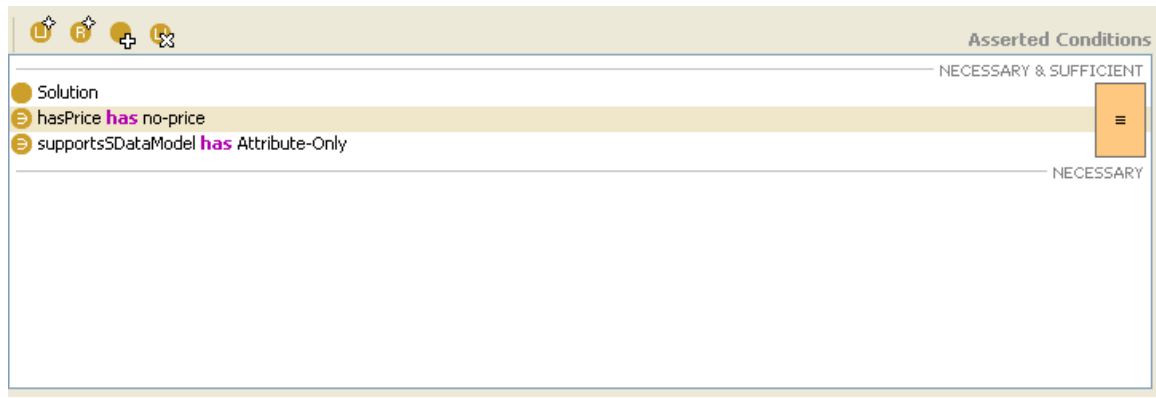 Asserted Conditions
NECESSARY & SUFFICIENT
Solution
hasPrice has no-price
≡
supportsSDataModel has Attribute-Only
NECESSARY